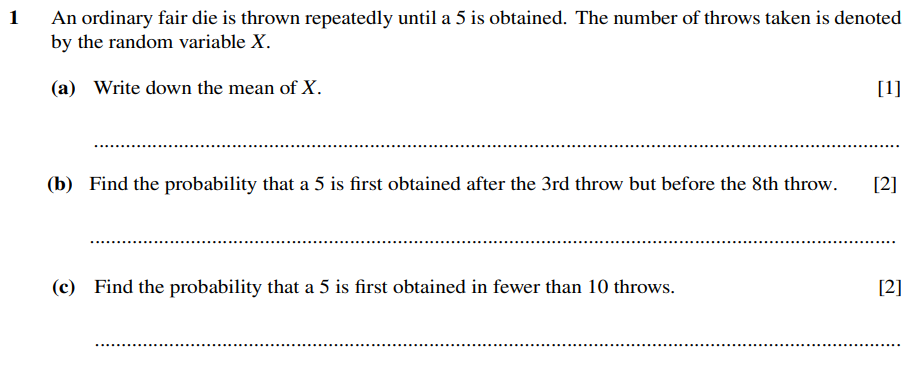 1 An ordinary fair die is thrown repeatedly until a 5 is obtained. The number of throws taken is denoted
by the random variable X.
(a) Write down the mean of X. [1]
(b) Find the probability that a 5 is first obtained after the 3rd throw but before the 8th throw. [2]
(c) Find the probability that a 5 is first obtained in fewer than 10 throws. [2]